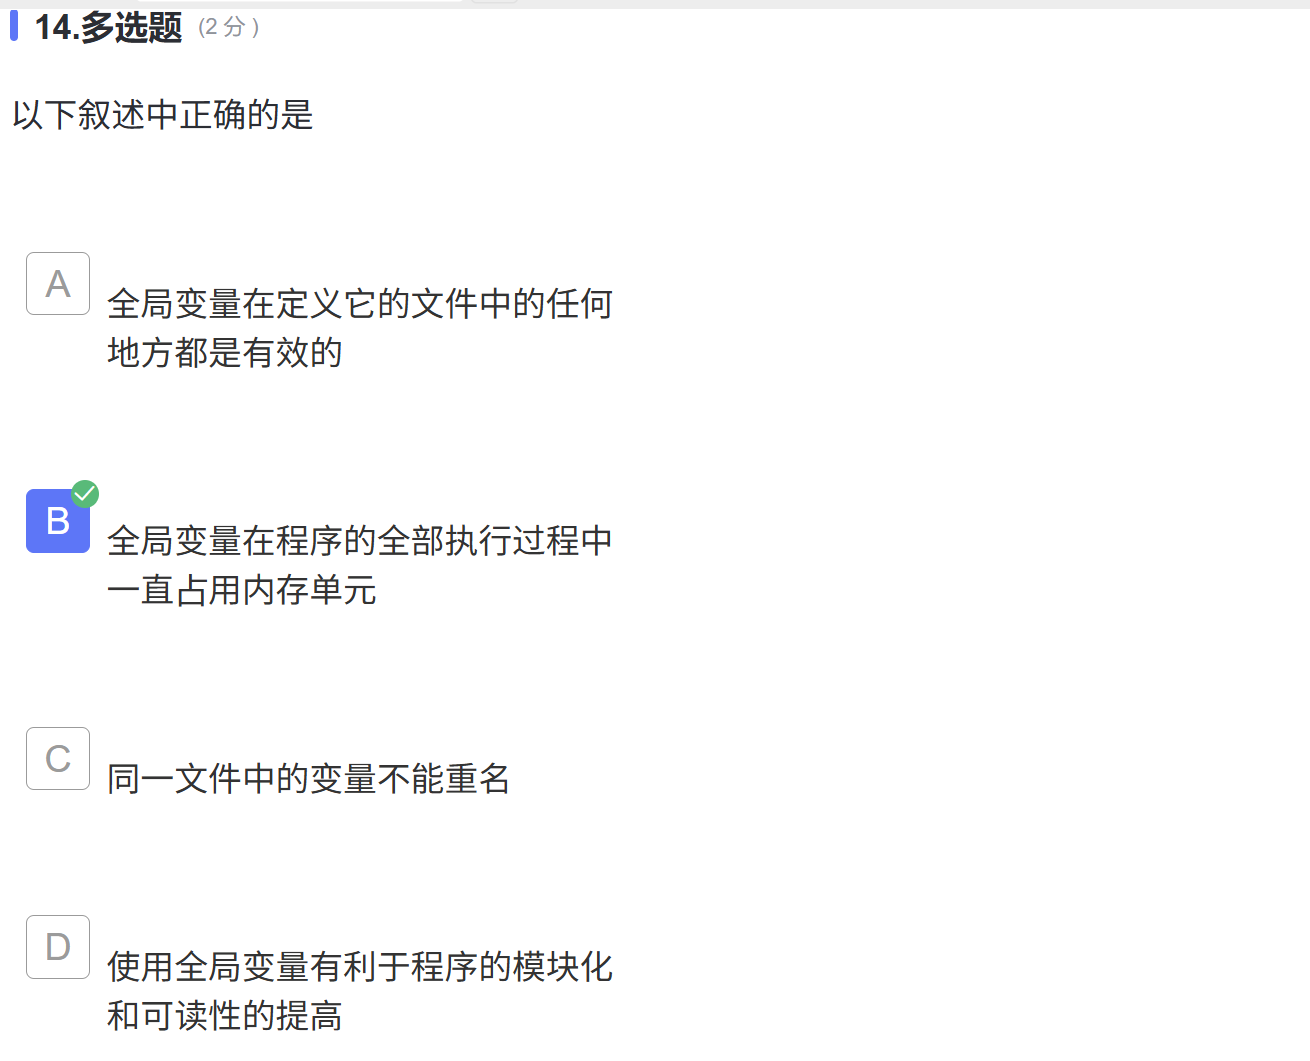 14.多选题 (2 分 )
以下叙述中正确的是
A
全局变量在定义它的文件中的任何
地方都是有效的
B
全局变量在程序的全部执行过程中
一直占用内存单元
C
同一文件中的变量不能重名
D
使用全局变量有利于程序的模块化
和可读性的提高